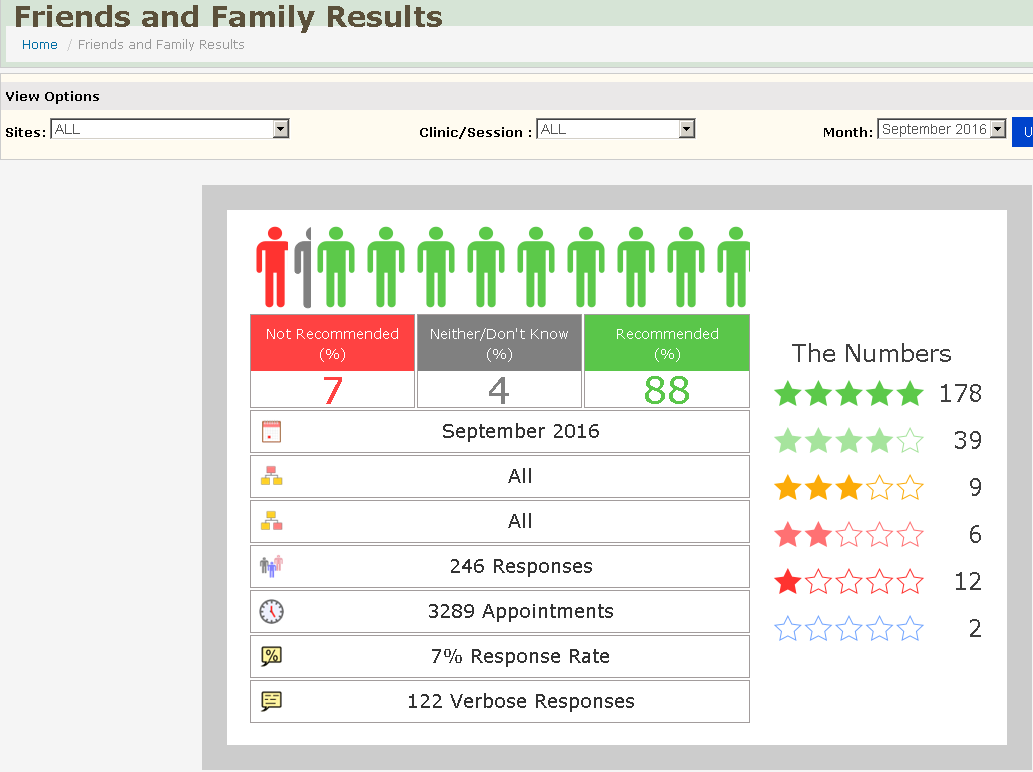 Friends and Family Results
Home / Friends and Family Results
View Options
Sites: ALL
Clinic/Session : ALL
Month: September 2016
U
Not Recommended
(%)
7
Neither/Don't Know
(%)
4
Recommended
(%)
88
September 2016
All
All
246 Responses
3289 Appointments
% 7% Response Rate
122 Verbose Responses
The Numbers
178
39
9
6
12
2